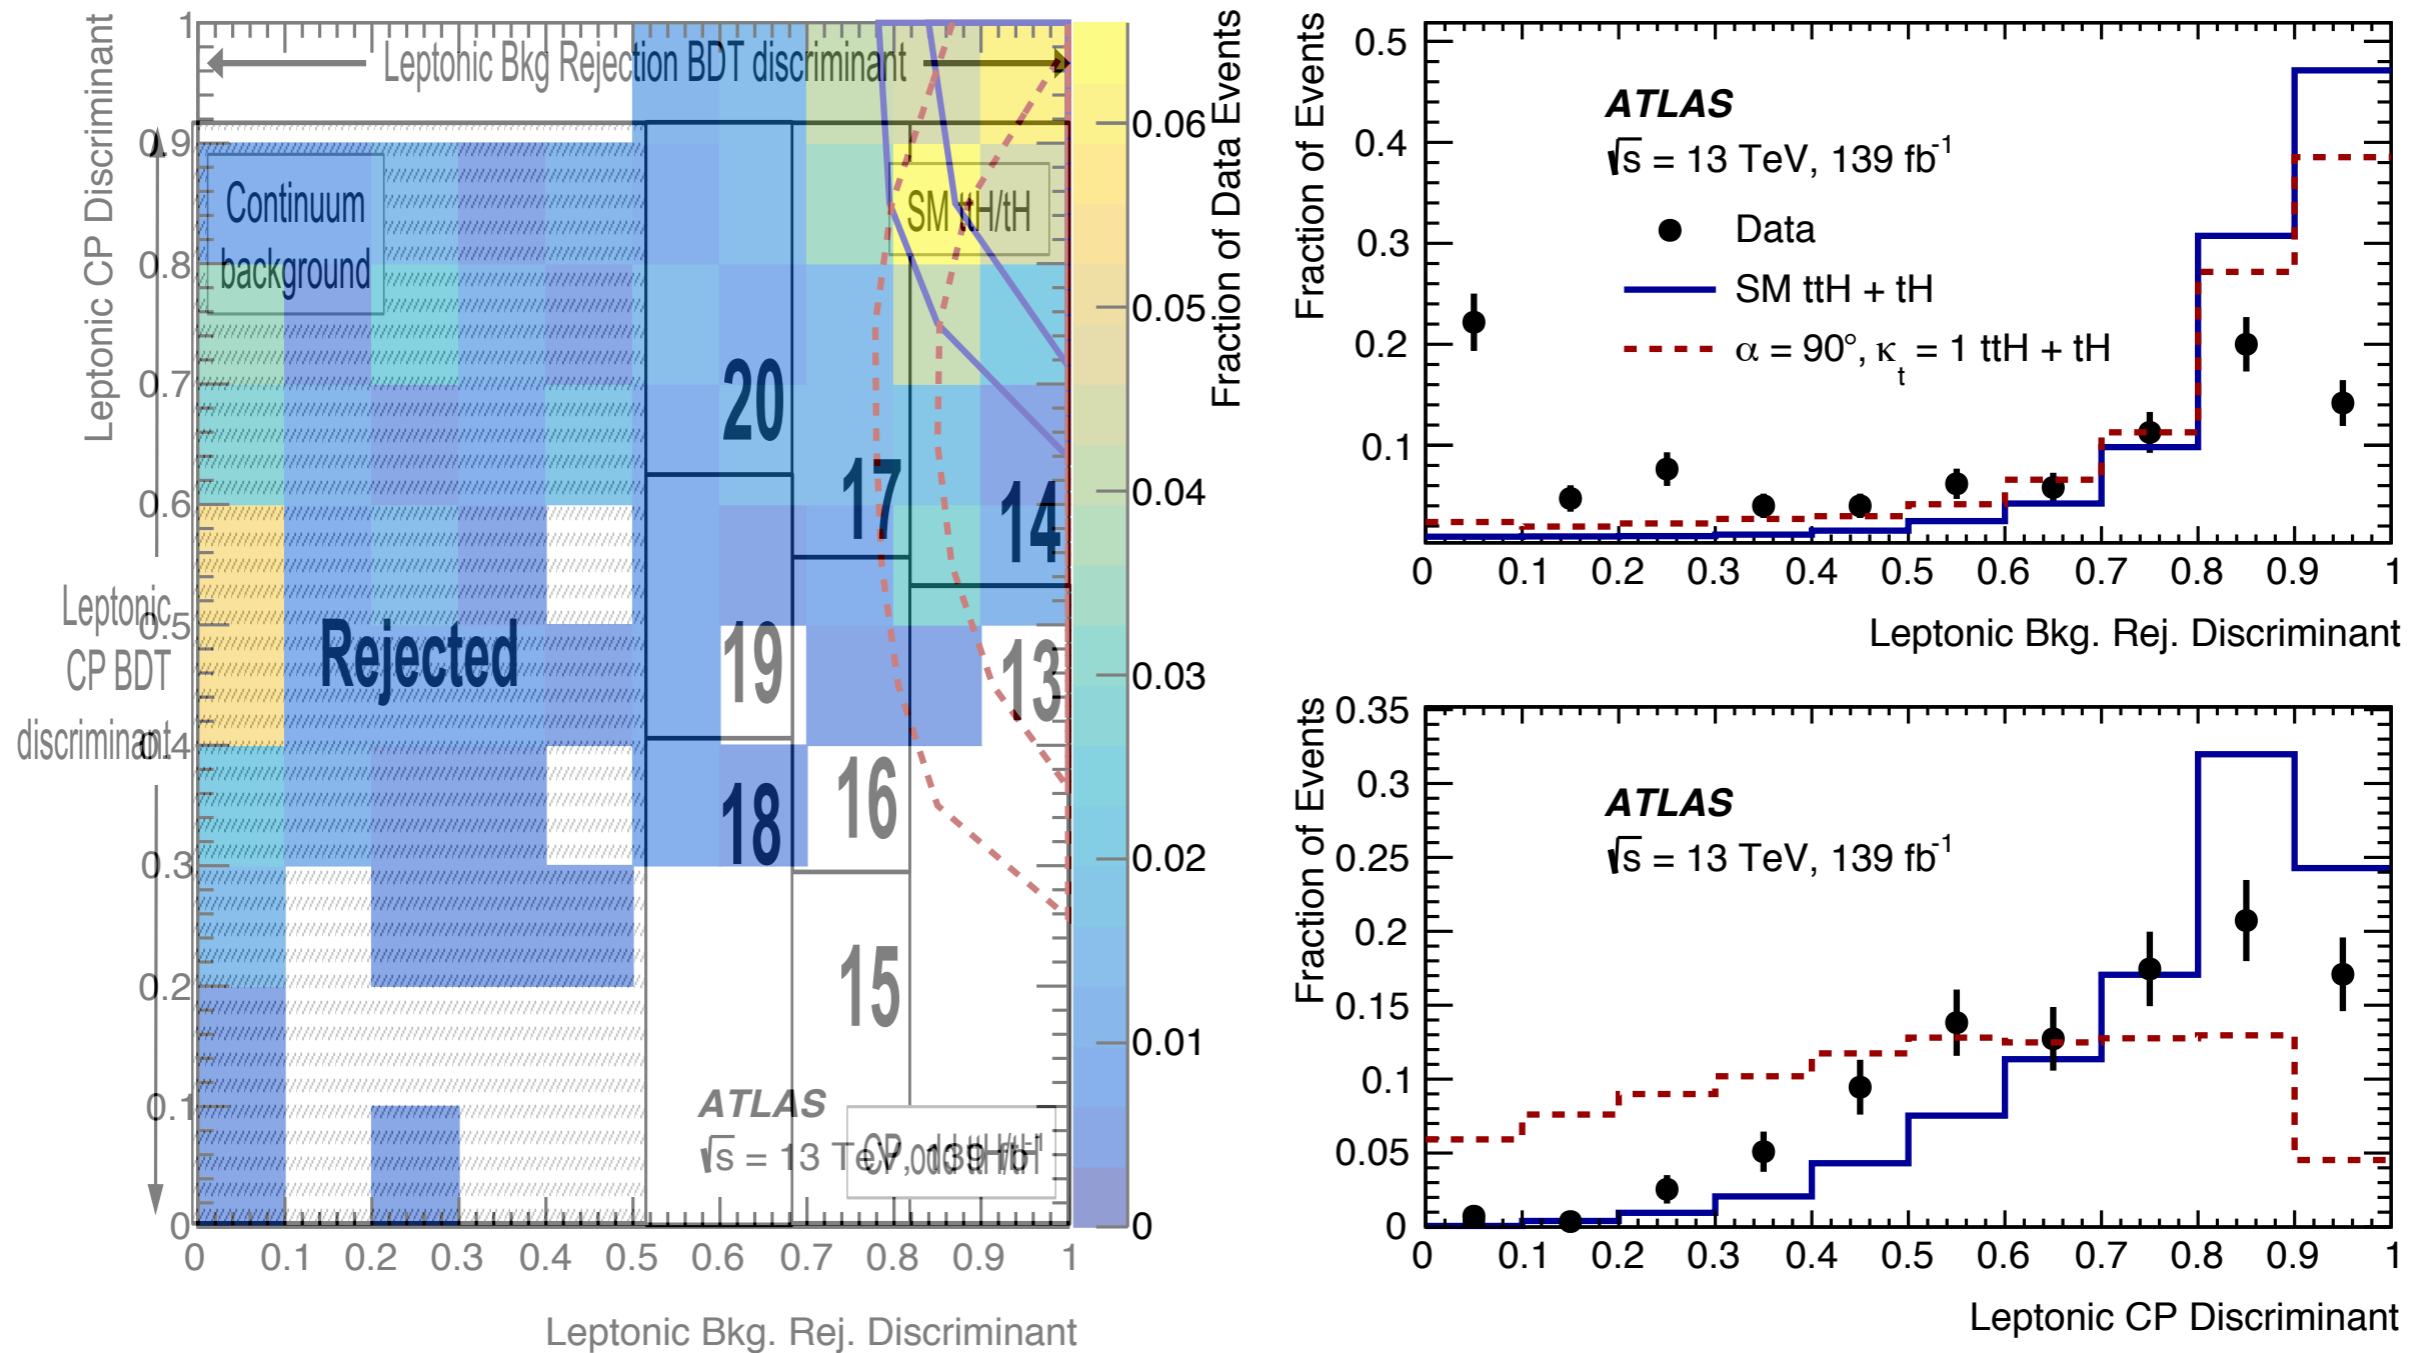 Leptonic CP Discriminant
1
0.9
0.8
0.7
0.6
0.5
0.4
0.3
0.2
0.1
0
Leptonic Bkg Rejection BDT discriminant
Continuum
background
SM ttH/tH
Leptonic
CP BDT
discriminant
Rejected
20
17
14
19
13
18
16
15
ATLAS
√s = 13 TeV, 139 fb-1
CP odd ttH/tH
0 0.1 0.2 0.3 0.4 0.5 0.6 0.7 0.8 0.9 1
Leptonic Bkg. Rej. Discriminant
Fraction of Data Events
0.06
0.05
0.04
0.03
0.02
0.01
0
Fraction of Events
0.5
0.4
0.3
0.2
0.1
ATLAS
√s = 13 TeV, 139 fb-1
Data
SM ttH + tH
α = 90°, κt = 1 ttH + tH
0 0.1 0.2 0.3 0.4 0.5 0.6 0.7 0.8 0.9 1
Leptonic Bkg. Rej. Discriminant
Fraction of Events
0.35
0.3
0.25
0.2
0.15
0.1
0.05
0
ATLAS
√s = 13 TeV, 139 fb-1
0 0.1 0.2 0.3 0.4 0.5 0.6 0.7 0.8 0.9 1
Leptonic CP Discriminant